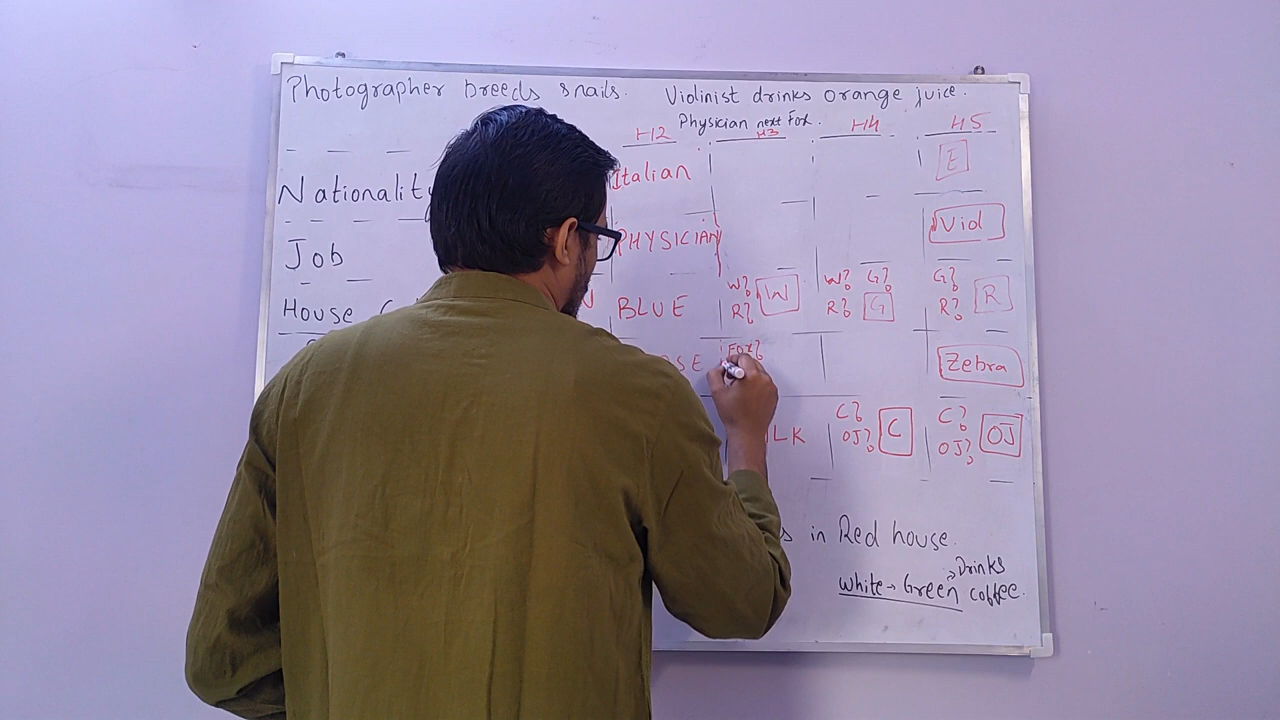 Photographer breeds snails. Violinist drinks orange juice.
Physician next Fox.
H2 H3 H4 H5
E
Nationality Italian
Job PHYSICIAN Vid
House BLUE W? W W? G? G?
R? R? G R? R
Fox? Zebra
C? C C?
OJ? OJ? OJ
in Red house.
White → Green → Drinks
coffee.